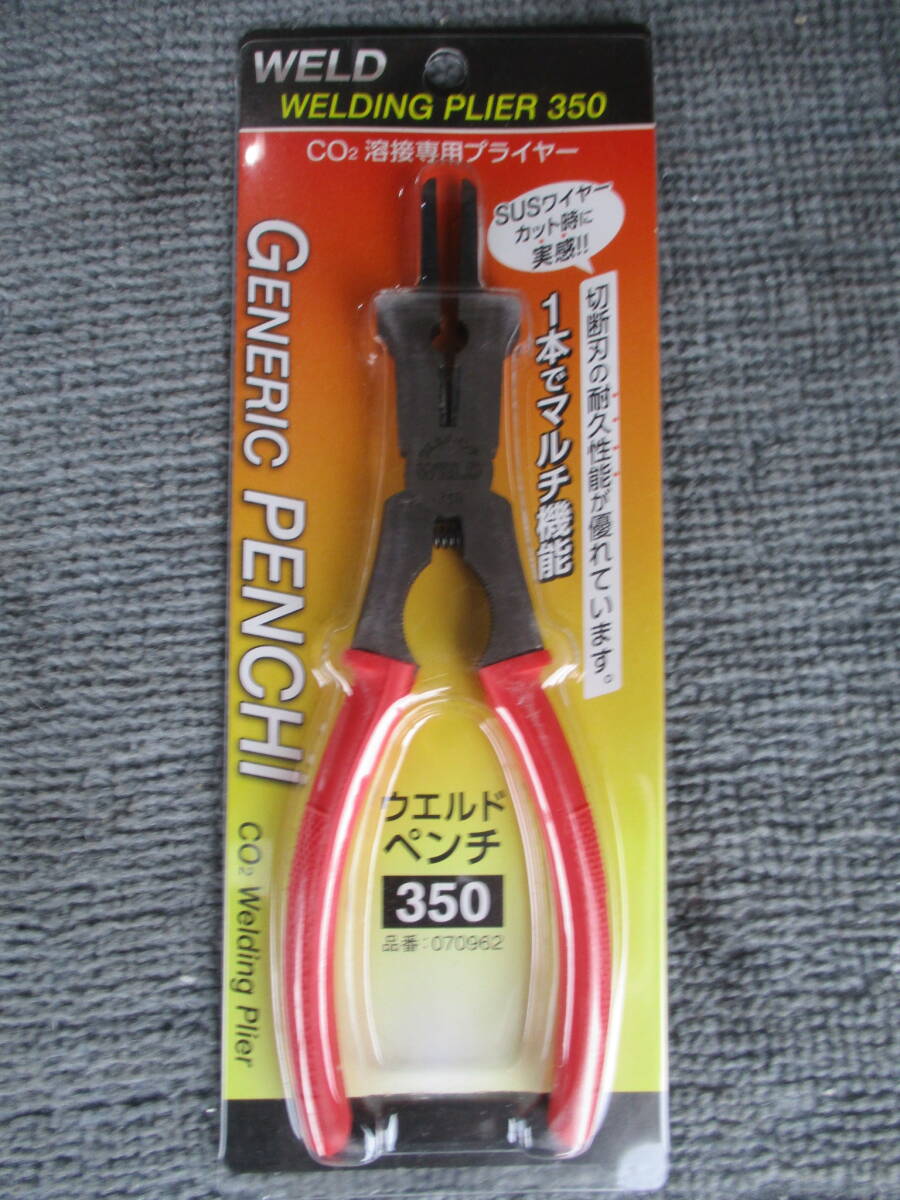 WELD
WELDING PLIER 350
CO₂ 溶接専用プライヤー
SUSワイヤー
カット時に
実感!!
切断刃の耐久性能が優れています。
1本でマルチ機能
GENERIC PENCHI
CO₂ Welding Plier
WELD
ウエルド
ペンチ
350
品番:070962